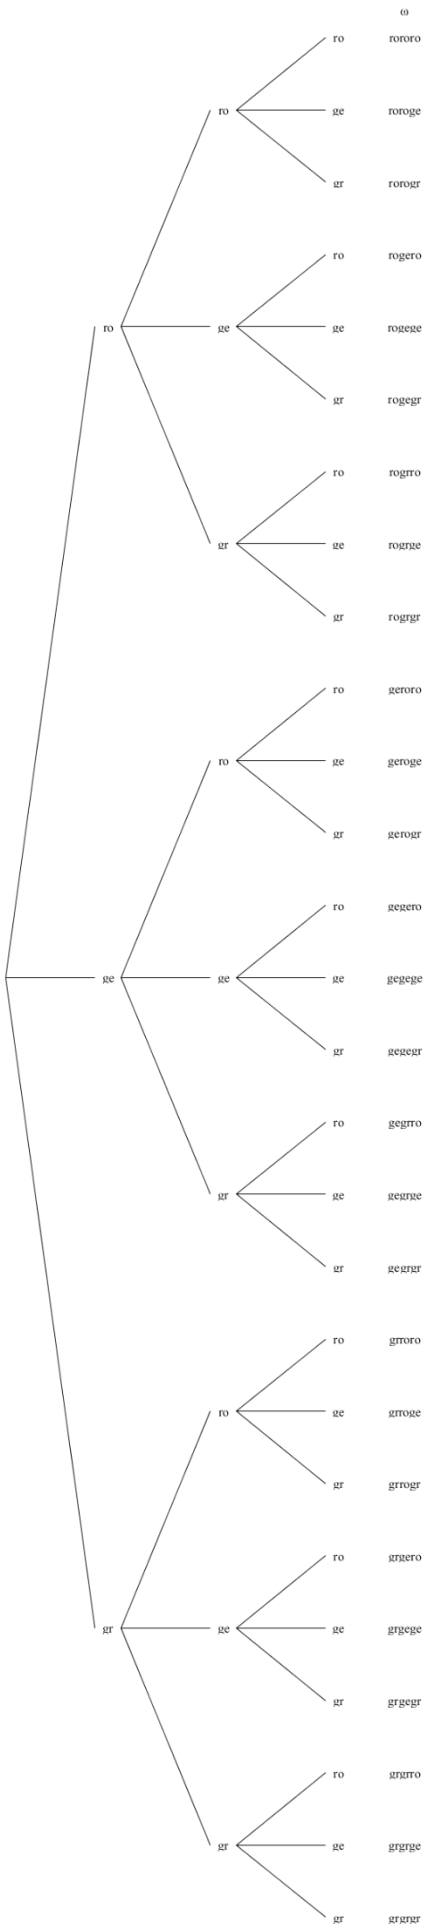 ω
ro rororo
ro ge roroge
gr rorogr
ro rogero
ro ge ge rogege
gr rogegr
ro rogrro
gr ge rogrge
gr rogrgr
ro geroro
ro ge geroge
gr gerogr
ro gegero
ge ge ge gegege
gr gegegr
ro gegrro
gr ge gegrge
gr gegrgr
ro grroro
ro ge grroge
gr grrogr
ro grgero
gr ge ge grgege
gr grgegr
ro grgrro
gr ge grgrge
gr grgrgr